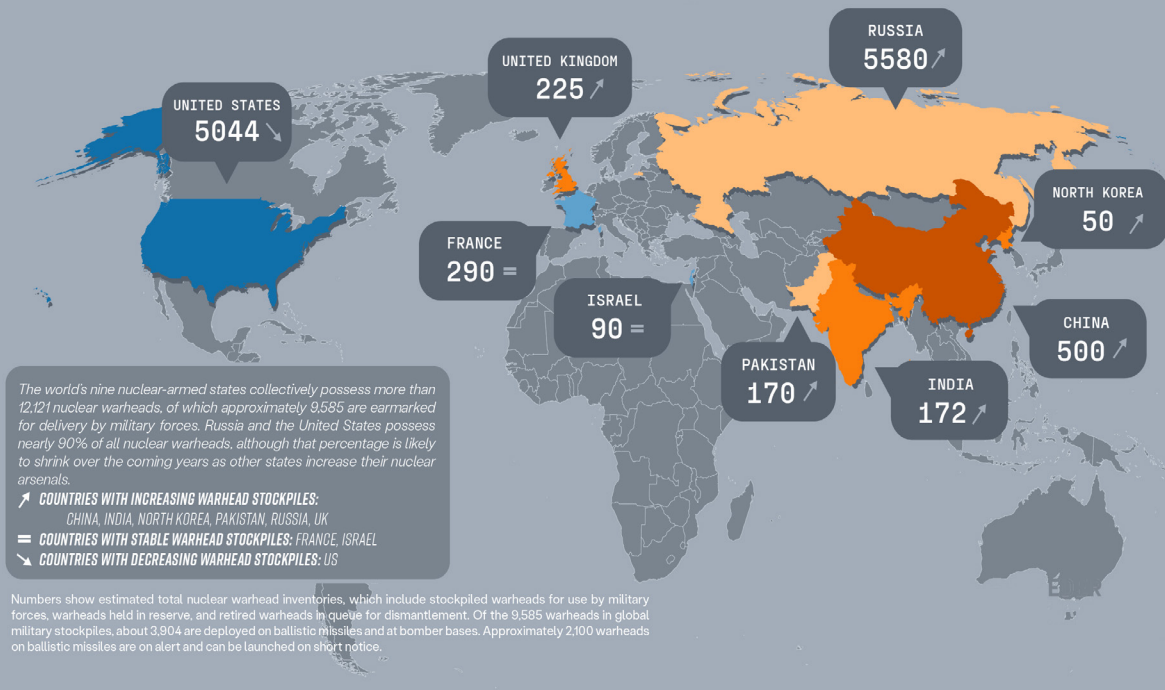 RUSSIA
5580
UNITED KINGDOM
225
UNITED STATES
5044
NORTH KOREA
50
FRANCE
290 =
ISRAEL
90 =
CHINA
500
PAKISTAN
170
INDIA
172
The world's nine nuclear-armed states collectively possess more than
12,121 nuclear warheads, of which approximately 9,585 are earmarked
for delivery by military forces. Russia and the United States possess
nearly 90% of all nuclear warheads, although that percentage is likely
to shrink over the coming years as other states increase their nuclear
arsenals.
COUNTRIES WITH INCREASING WARHEAD STOCKPILES:
CHINA, INDIA, NORTH KOREA, PAKISTAN, RUSSIA, UK
= COUNTRIES WITH STABLE WARHEAD STOCKPILES: FRANCE, ISRAEL
COUNTRIES WITH DECREASING WARHEAD STOCKPILES: US
Numbers show estimated total nuclear warhead inventories, which include stockpiled warheads for use by military
forces, warheads held in reserve, and retired warheads in queue for dismantlement. Of the 9,585 warheads in global
military stockpiles, about 3,904 are deployed on ballistic missiles and at bomber bases. Approximately 2,100 warheads
on ballistic missiles are on alert and can be launched on short notice.